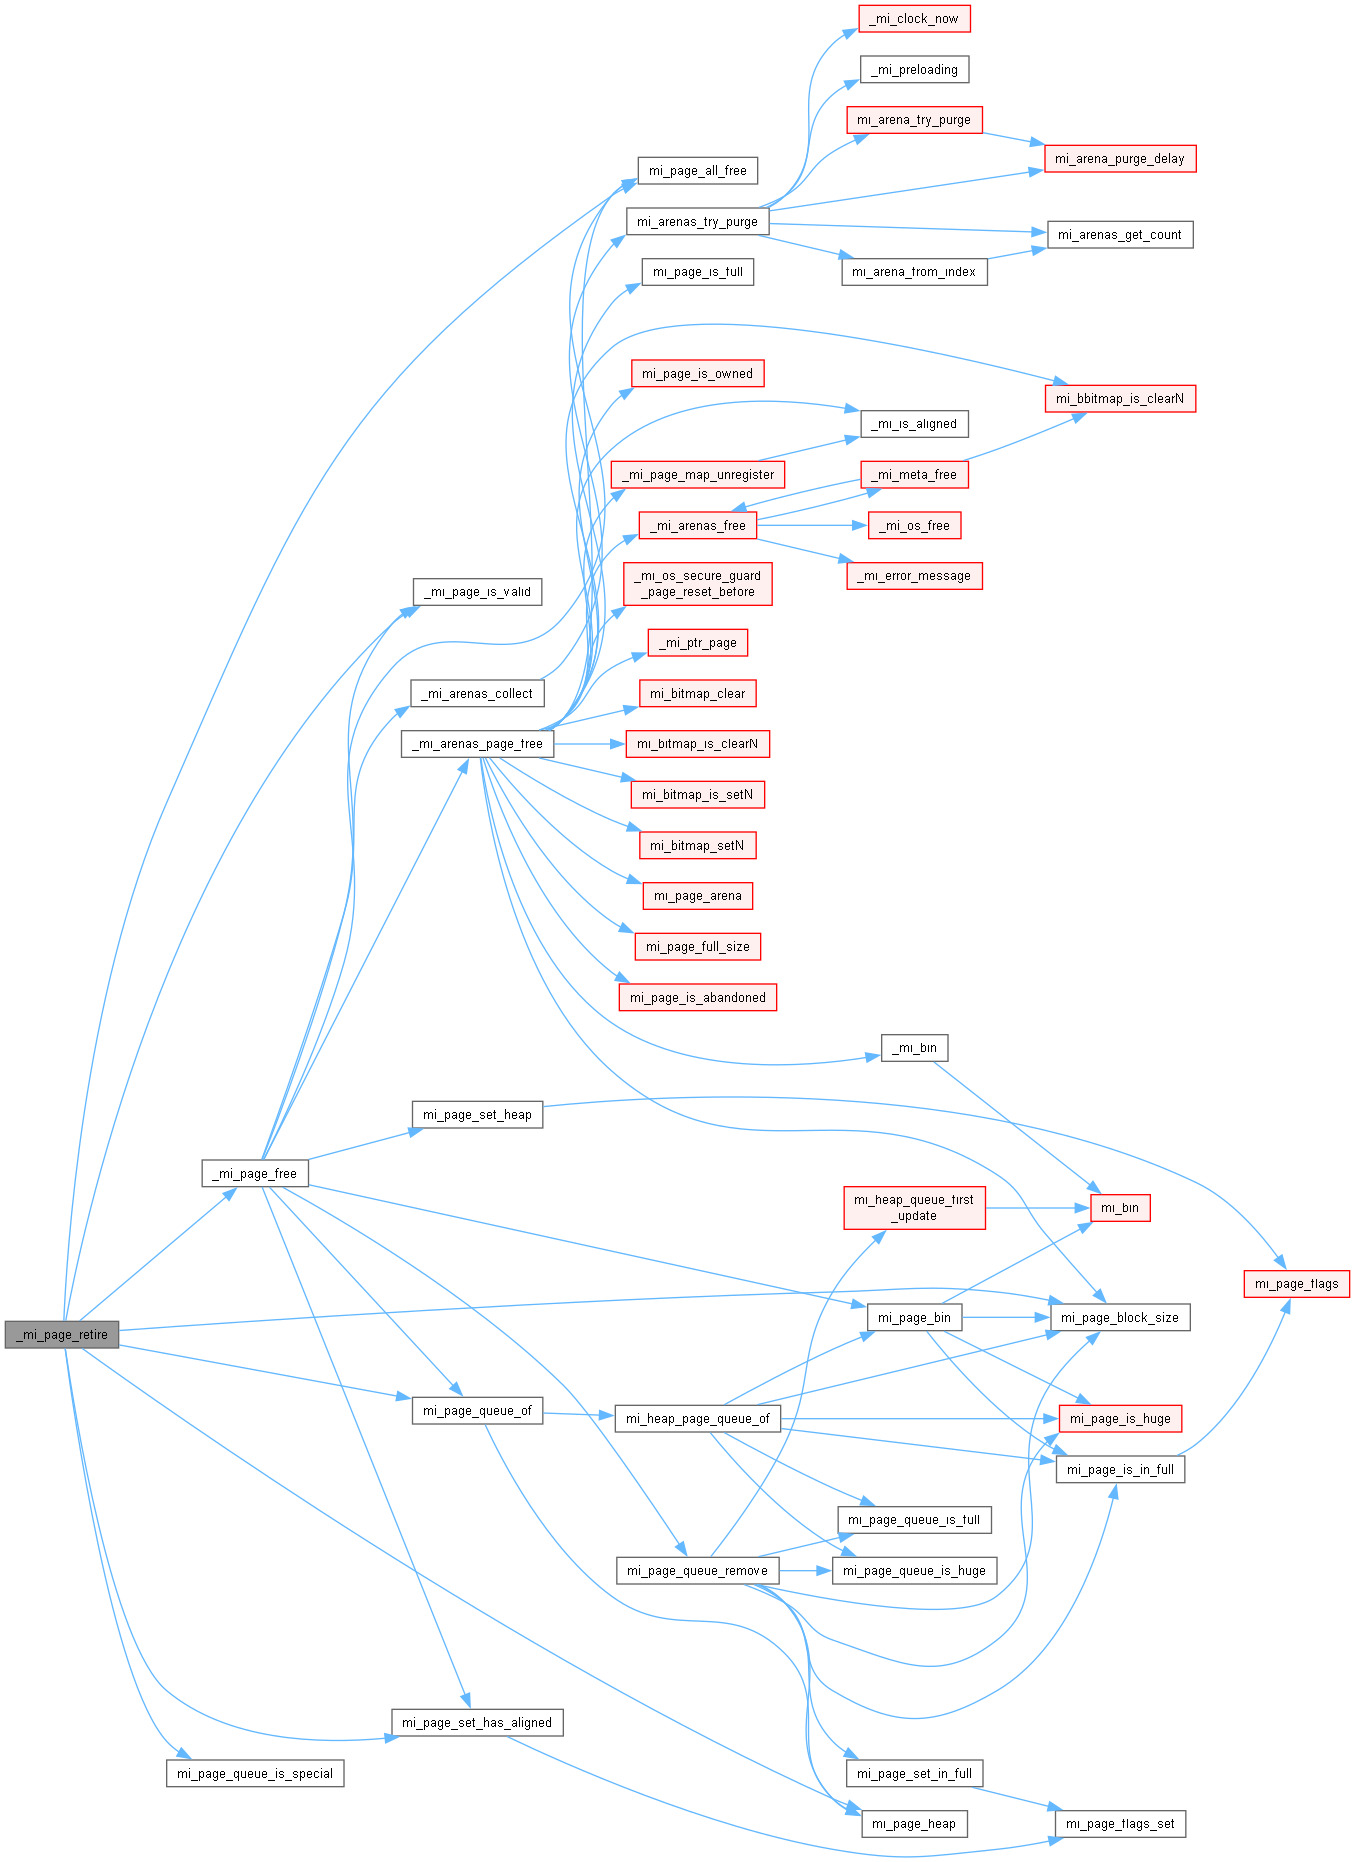 _mi_clock_now
_mi_preloading
mi_arena_try_purge
mi_arena_purge_delay
mi_page_all_free
mi_arenas_try_purge
mi_arenas_get_count
mi_page_is_full
mi_arena_from_index
mi_page_is_owned
mi_bbitmap_is_clearN
_mi_is_aligned
_mi_page_map_unregister
_mi_meta_free
_mi_arenas_free
_mi_os_free
_mi_error_message
_mi_os_secure_guard
_page_reset_before
_mi_page_is_valid
_mi_ptr_page
_mi_arenas_collect
mi_bitmap_clear
_mi_arenas_page_free
mi_bitmap_is_clearN
mi_bitmap_is_setN
mi_bitmap_setN
mi_page_arena
mi_page_full_size
mi_page_is_abandoned
_mi_bin
mi_page_set_heap
_mi_page_free
mi_heap_queue_first
_update
mi_bin
mi_page_flags
mi_page_bin
mi_page_block_size
_mi_page_retire
mi_page_queue_of
mi_heap_page_queue_of
mi_page_is_huge
mi_page_is_in_full
mi_page_queue_is_full
mi_page_queue_remove
mi_page_queue_is_huge
mi_page_set_has_aligned
mi_page_queue_is_special
mi_page_set_in_full
mi_page_heap
mi_page_flags_set